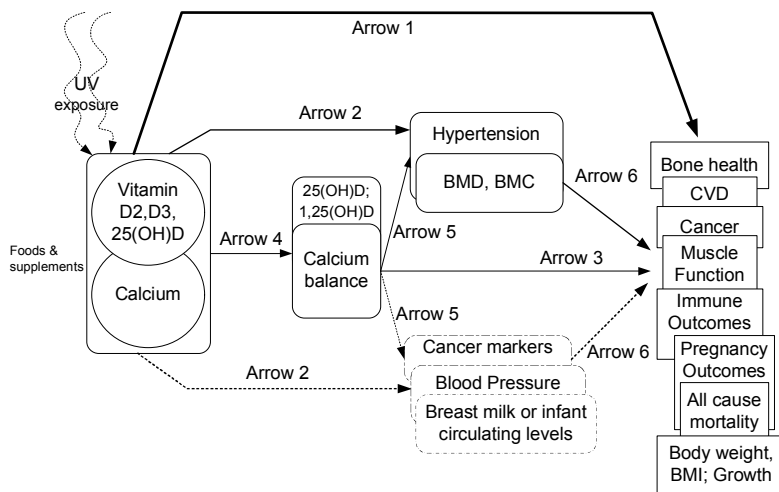 Arrow 1
UV
exposure
Arrow 2
Hypertension
BMD, BMC
Bone health
CVD
Cancer
Muscle
Function
Immune
Outcomes
Pregnancy
Outcomes
All cause
mortality
Body weight,
BMI; Growth
Arrow 6
Vitamin
D2,D3,
25(OH)D
Calcium
Foods &
supplements
Arrow 4
25(OH)D;
1,25(OH)D
Calcium
balance
Arrow 5
Arrow 3
Arrow 5
Cancer markers
Blood Pressure
Breast milk or infant
circulating levels
Arrow 6
Arrow 2